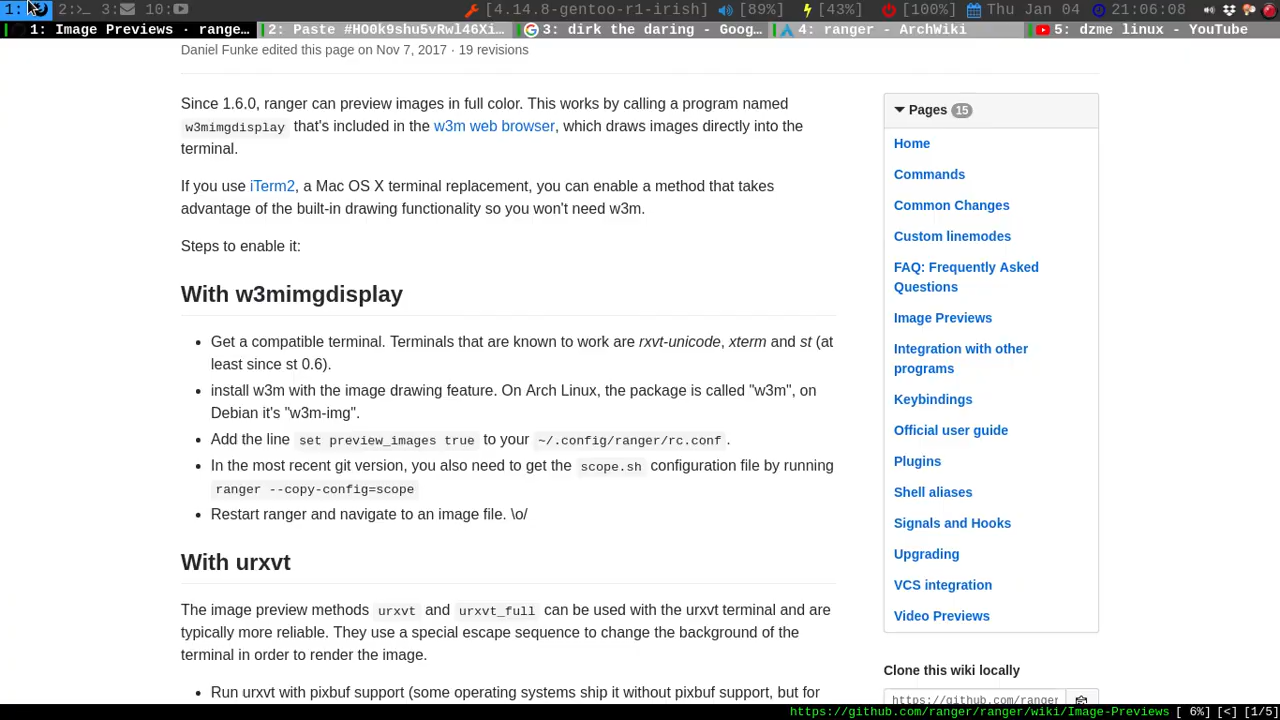 1: 2:>_ 3: 10: [4.14.8-gentoo-r1-irish] [89%] [43%] [100%] Thu Jan 04 21:06:08
1: Image Previews · range… 2: Paste #HO0k9shu5vRwl46Xi… 3: dirk the daring - Goog… 4: ranger - ArchWiki 5: dzme linux - YouTube
Daniel Funke edited this page on Nov 7, 2017 · 19 revisions
Since 1.6.0, ranger can preview images in full color. This works by calling a program named
w3mimgdisplay that's included in the w3m web browser, which draws images directly into the
terminal.
If you use iTerm2, a Mac OS X terminal replacement, you can enable a method that takes
advantage of the built-in drawing functionality so you won't need w3m.
Steps to enable it:
With w3mimgdisplay
• Get a compatible terminal. Terminals that are known to work are rxvt-unicode, xterm and st (at
least since st 0.6).
• install w3m with the image drawing feature. On Arch Linux, the package is called "w3m", on
Debian it's "w3m-img".
• Add the line set preview_images true to your ~/.config/ranger/rc.conf .
• In the most recent git version, you also need to get the scope.sh configuration file by running
ranger --copy-config=scope
• Restart ranger and navigate to an image file. \o/
With urxvt
The image preview methods urxvt and urxvt_full can be used with the urxvt terminal and are
typically more reliable. They use a special escape sequence to change the background of the
terminal in order to render the image.
• Run urxvt with pixbuf support (some operating systems ship it without pixbuf support, but for
Pages 15
Home
Commands
Common Changes
Custom linemodes
FAQ: Frequently Asked
Questions
Image Previews
Integration with other
programs
Keybindings
Official user guide
Plugins
Shell aliases
Signals and Hooks
Upgrading
VCS integration
Video Previews
Clone this wiki locally
https://github.com/ranger
https://github.com/ranger/ranger/wiki/Image-Previews [ 6%] [<] [1/5]